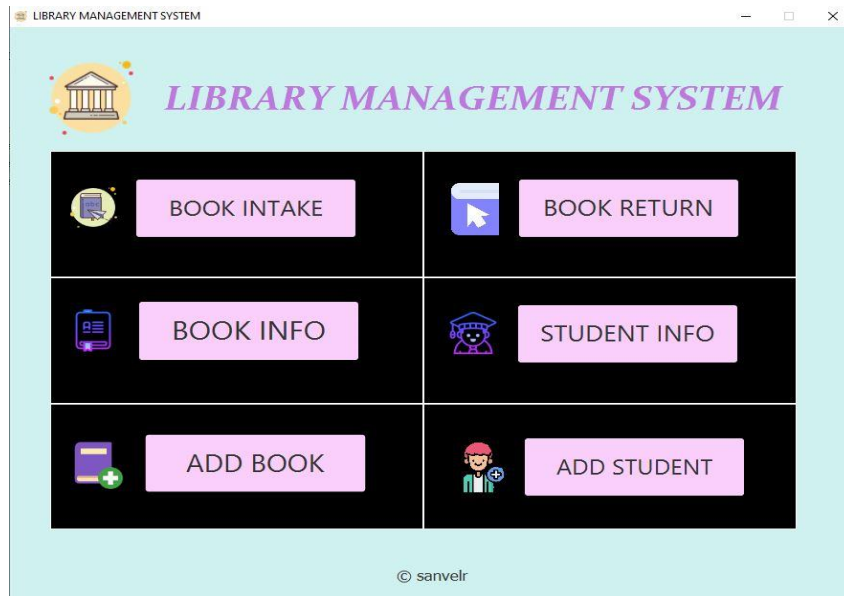 LIBRARY MANAGEMENT SYSTEM
LIBRARY MANAGEMENT SYSTEM
BOOK INTAKE
BOOK RETURN
BOOK INFO
STUDENT INFO
ADD BOOK
ADD STUDENT
© sanvelr